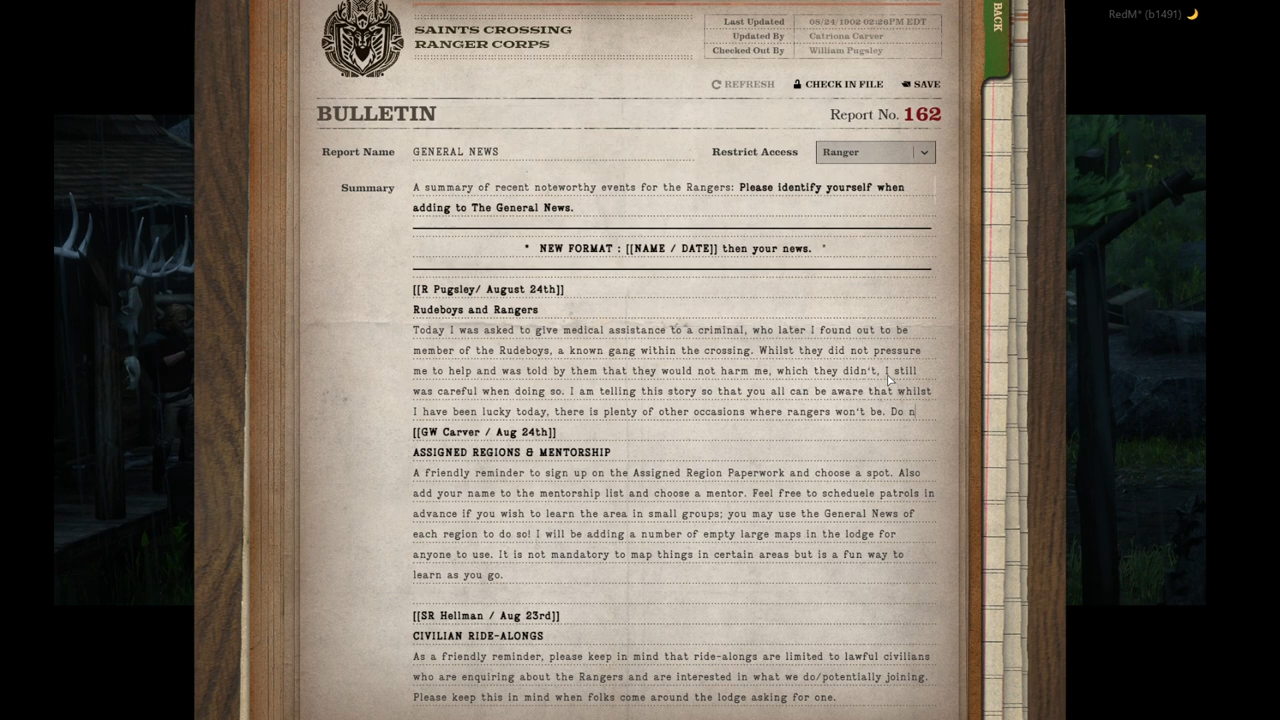 RedM* (b1491) 🌙
BACK
SAINTS CROSSING
RANGER CORPS
Last Updated 08/24/1902 02:26PM EDT
Updated By Catriona Carver
Checked Out By William Pugsley
REFRESH CHECK IN FILE SAVE
BULLETIN Report No. 162
Report Name GENERAL NEWS Restrict Access Ranger
Summary A summary of recent noteworthy events for the Rangers: Please identify yourself when
adding to The General News.
* NEW FORMAT : [[NAME / DATE]] then your news. *
[[R Pugsley/ August 24th]]
Rudeboys and Rangers
Today I was asked to give medical assistance to a criminal, who later I found out to be
member of the Rudeboys, a known gang within the crossing. Whilst they did not pressure
me to help and was told by them that they would not harm me, which they didn't, I still
was careful when doing so. I am telling this story so that you all can be aware that whilst
I have been lucky today, there is plenty of other occasions where rangers won't be. Do n
[[GW Carver / Aug 24th]]
ASSIGNED REGIONS & MENTORSHIP
A friendly reminder to sign up on the Assigned Region Paperwork and choose a spot. Also
add your name to the mentorship list and choose a mentor. Feel free to schedeule patrols in
advance if you wish to learn the area in small groups; you may use the General News of
each region to do so! I will be adding a number of empty large maps in the lodge for
anyone to use. It is not mandatory to map things in certain areas but is a fun way to
learn as you go.
[[SR Hellman / Aug 23rd]]
CIVILIAN RIDE-ALONGS
As a friendly reminder, please keep in mind that ride-alongs are limited to lawful civilians
who are enquiring about the Rangers and are interested in what we do/potentially joining.
Please keep this in mind when folks come around the lodge asking for one.